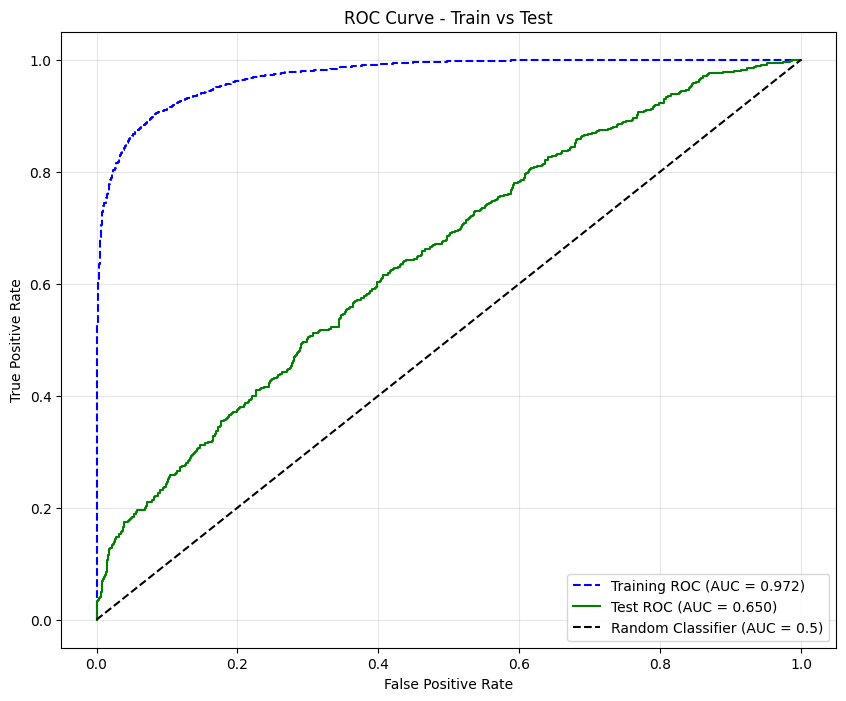 ROC Curve - Train vs Test
True Positive Rate
1.0
0.8
0.6
0.4
0.2
0.0
Training ROC (AUC = 0.972)
Test ROC (AUC = 0.650)
Random Classifier (AUC = 0.5)
0.0 0.2 0.4 0.6 0.8 1.0
False Positive Rate